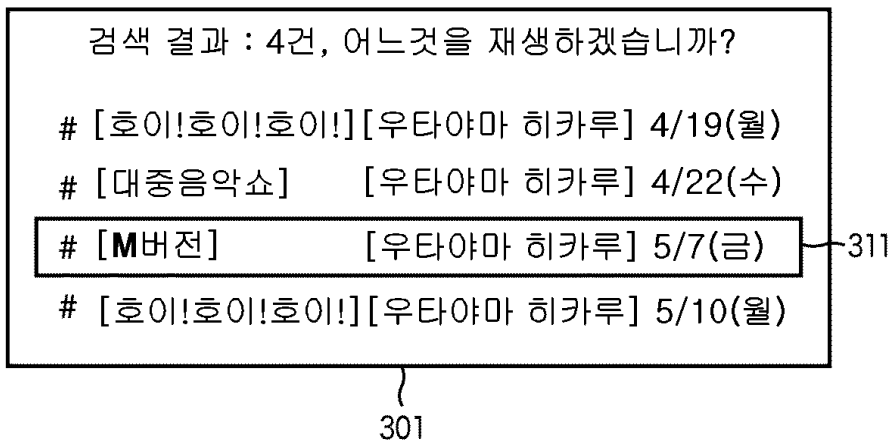 검색 결과 : 4건, 어느것을 재생하겠습니까?
# [호이!호이!호이!][우타야마 히카루] 4/19(월)
# [대중음악쇼] [우타야마 히카루] 4/22(수)
# [M버전] [우타야마 히카루] 5/7(금)
311
# [호이!호이!호이!][우타야마 히카루] 5/10(월)
301